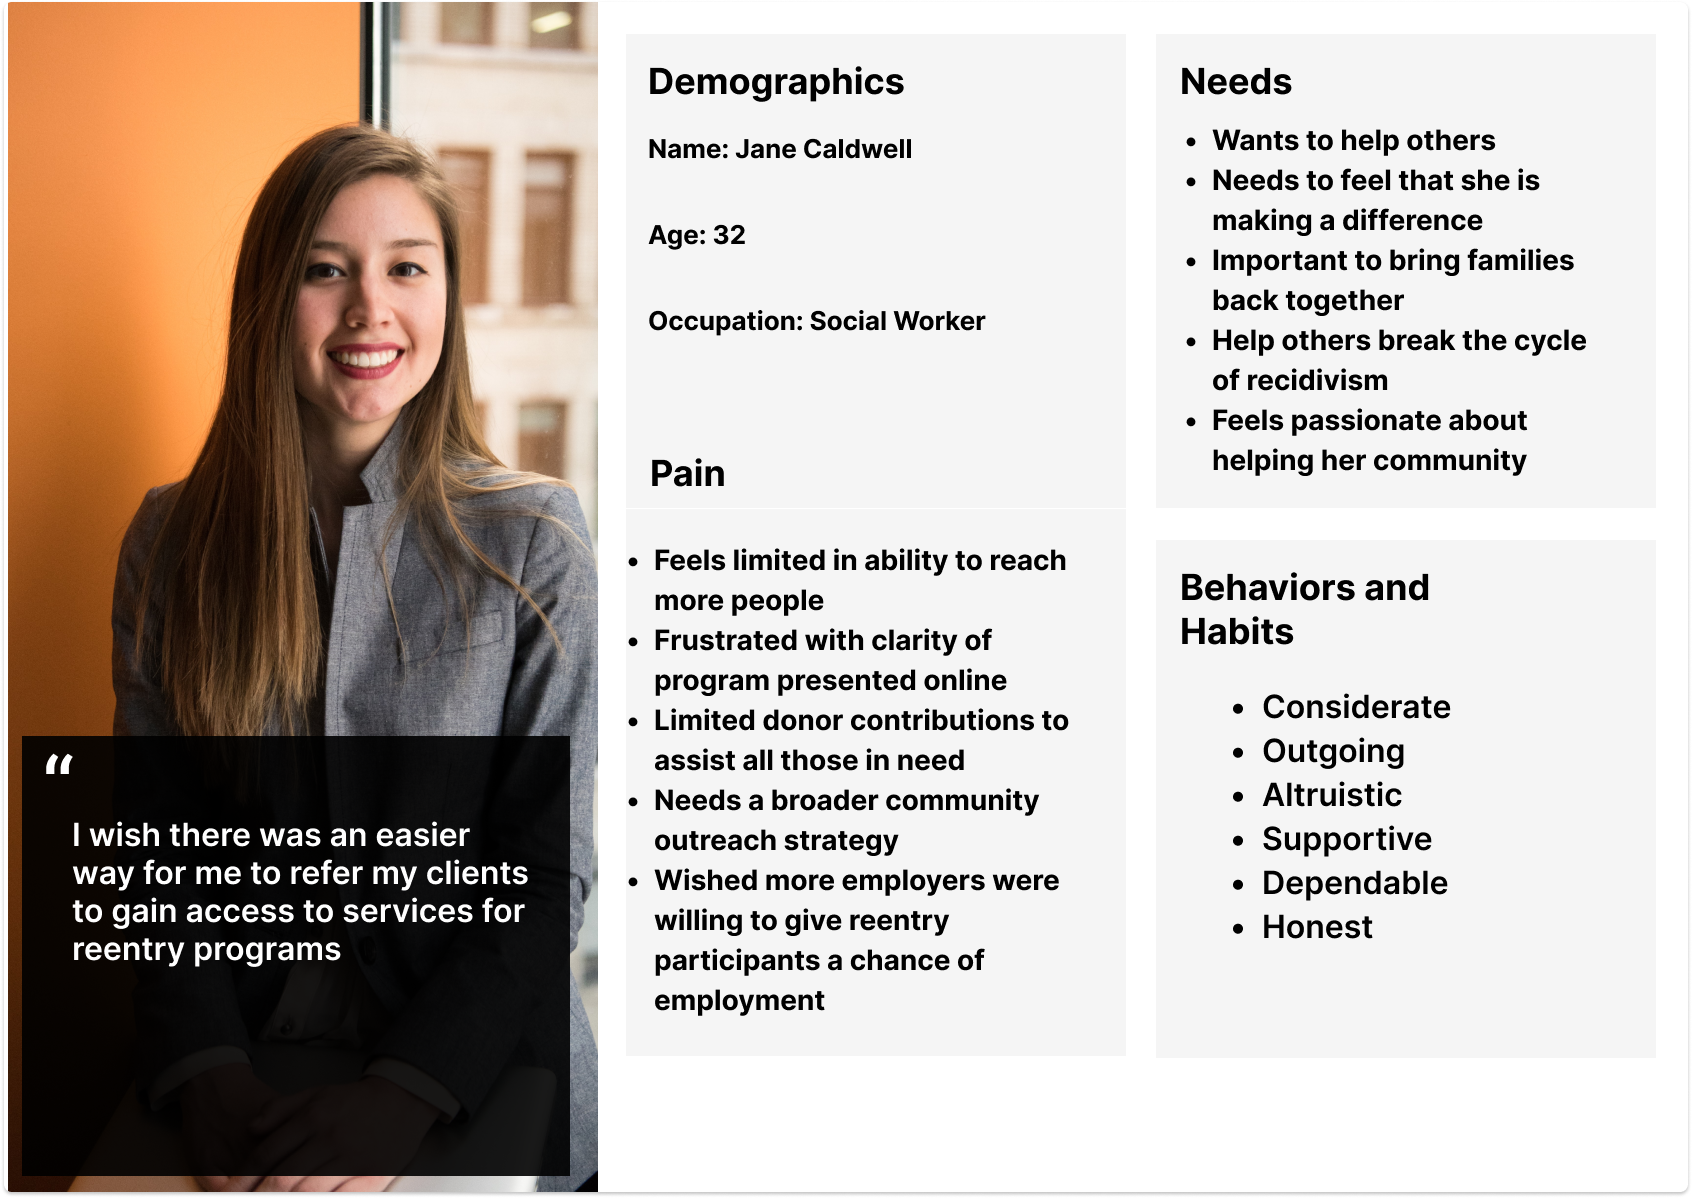 “
I wish there was an easier
way for me to refer my clients
to gain access to services for
reentry programs
Demographics
Name: Jane Caldwell
Age: 32
Occupation: Social Worker
Pain
• Feels limited in ability to reach
more people
• Frustrated with clarity of
program presented online
• Limited donor contributions to
assist all those in need
• Needs a broader community
outreach strategy
• Wished more employers were
willing to give reentry
participants a chance of
employment
Needs
• Wants to help others
• Needs to feel that she is
making a difference
• Important to bring families
back together
• Help others break the cycle
of recidivism
• Feels passionate about
helping her community
Behaviors and
Habits
• Considerate
• Outgoing
• Altruistic
• Supportive
• Dependable
• Honest